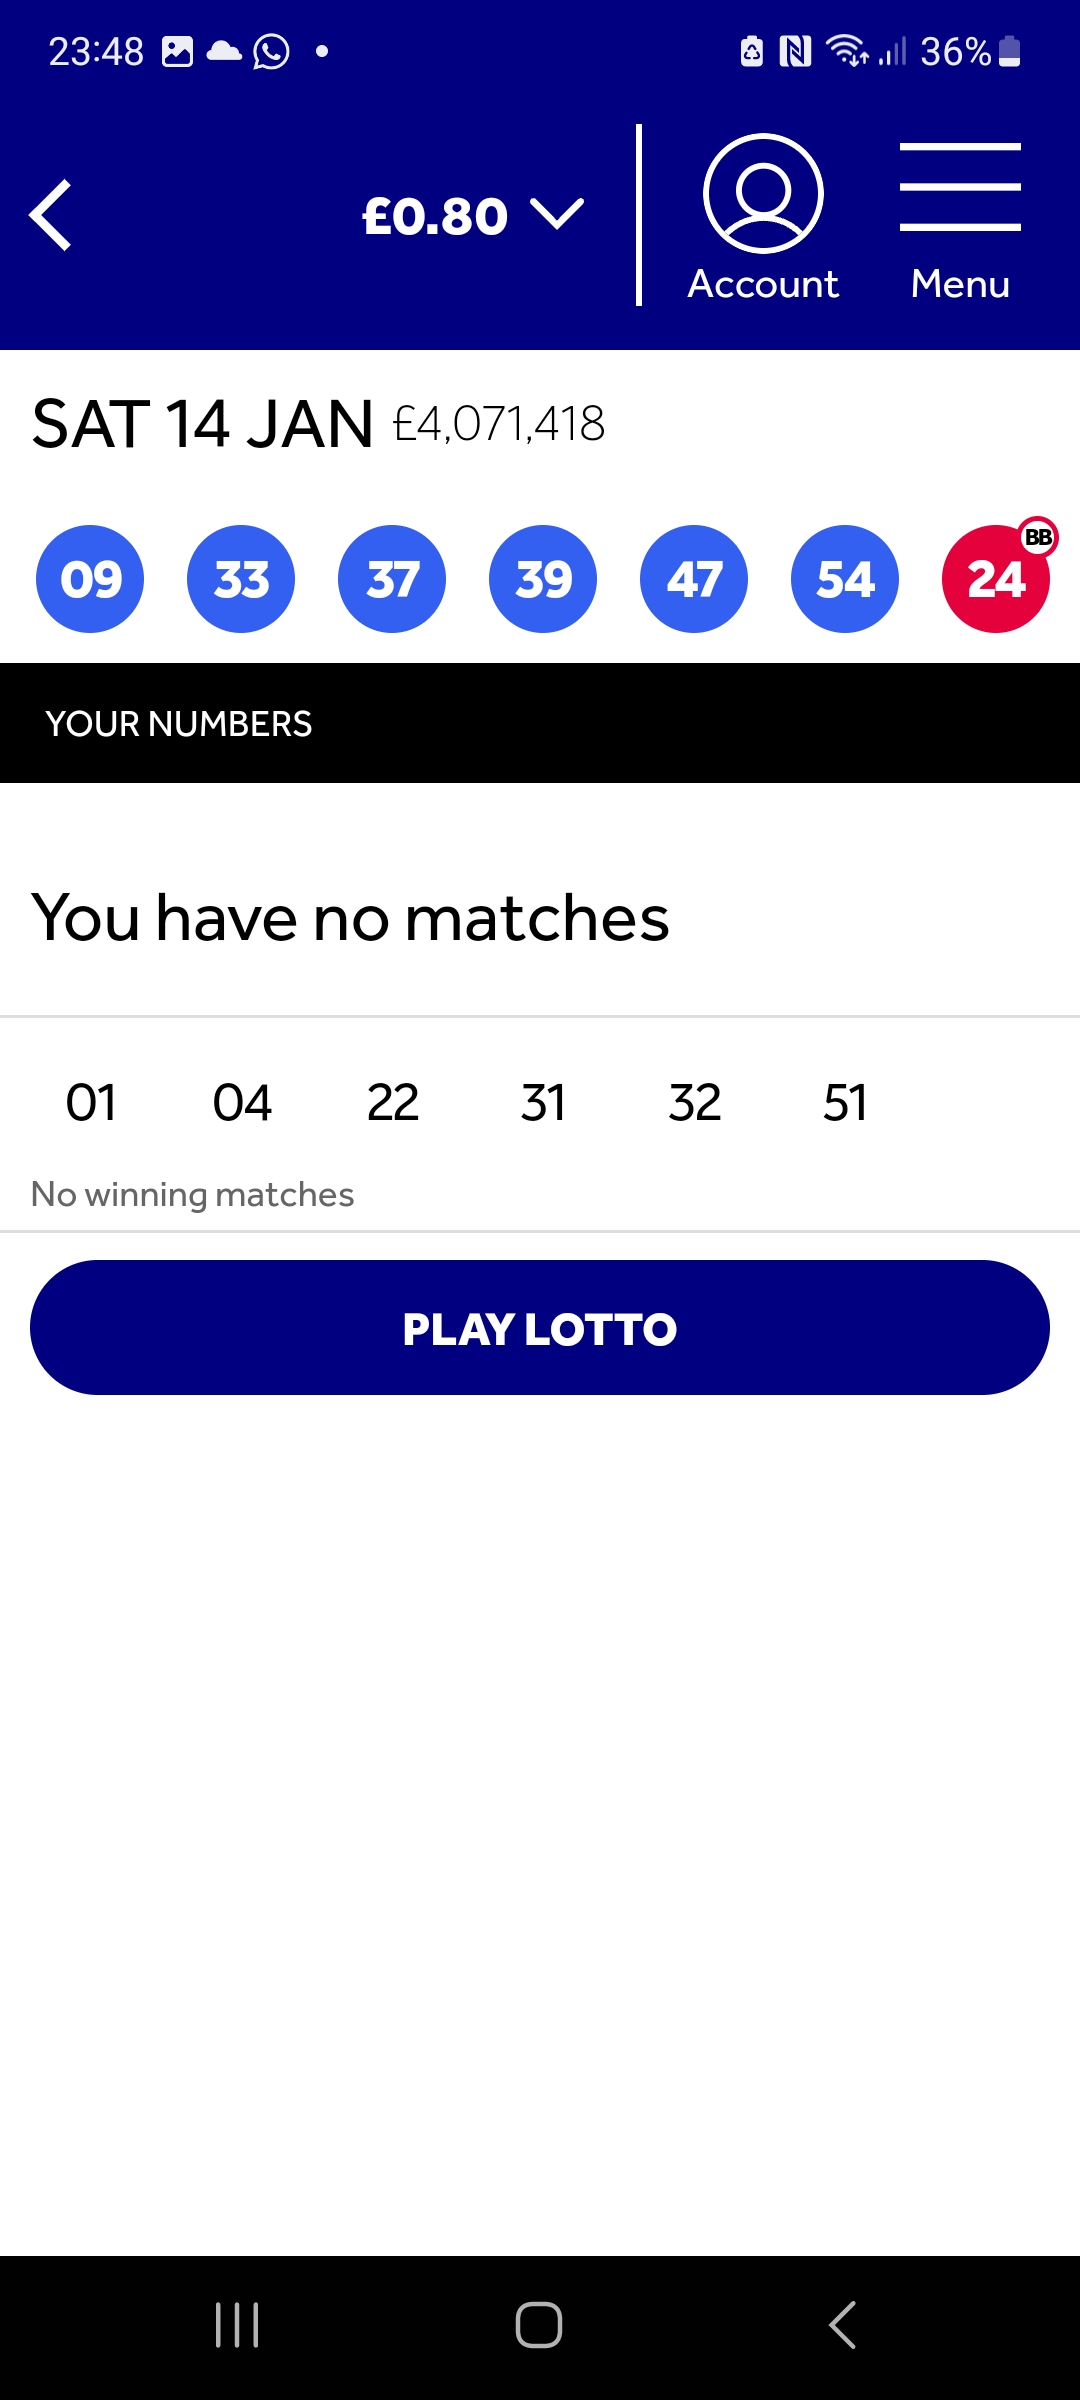 23:48 36%
£0.80
Account Menu
SAT 14 JAN £4,071,418
09 33 37 39 47 54 24 BB
YOUR NUMBERS
You have no matches
01 04 22 31 32 51
No winning matches
PLAY LOTTO